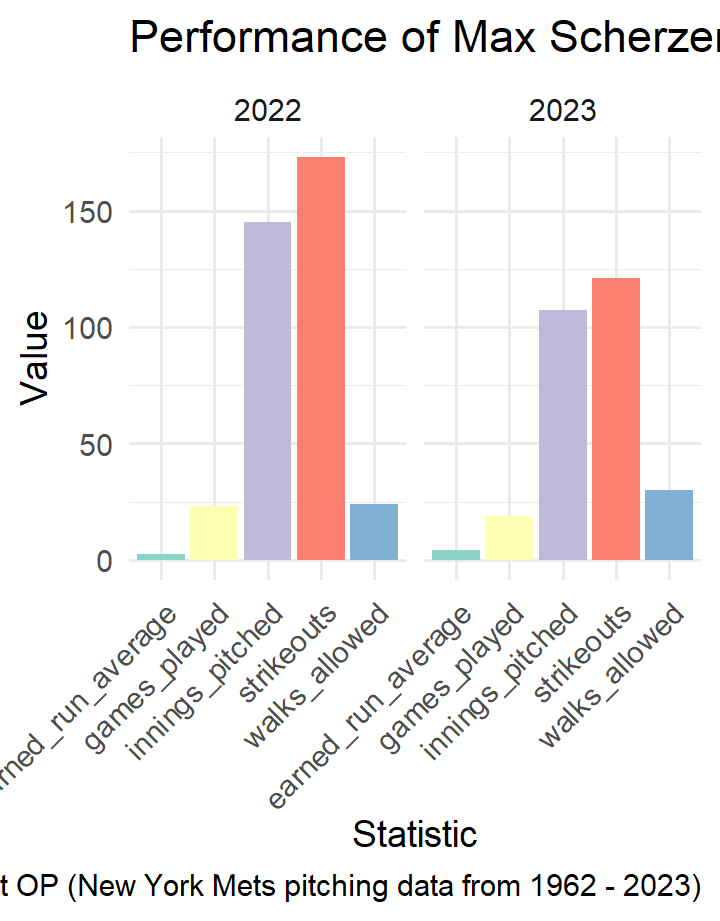 Performance of Max Scherzer
2022 2023
150
100
50
0
Value
rned_run_average games_played innings_pitched strikeouts walks_allowed earned_run_average games_played innings_pitched strikeouts walks_allowed
Statistic
t OP (New York Mets pitching data from 1962 - 2023)